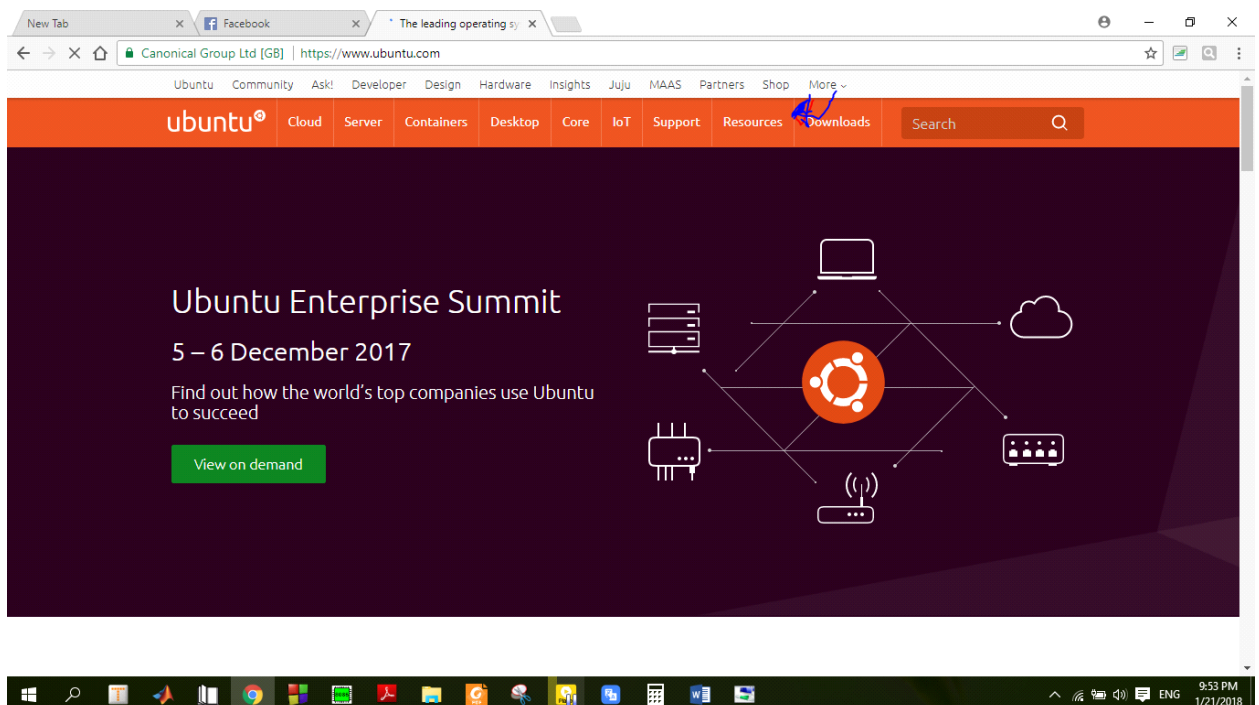 New Tab
Facebook
The leading operating sy
Canonical Group Ltd [GB] https://www.ubuntu.com
Ubuntu Community Ask! Developer Design Hardware Insights Juju MAAS Partners Shop More
ubuntu Cloud Server Containers Desktop Core IoT Support Resources Downloads Search
Ubuntu Enterprise Summit
5 – 6 December 2017
Find out how the world's top companies use Ubuntu
to succeed
View on demand
ENG
9:53 PM
1/21/2018